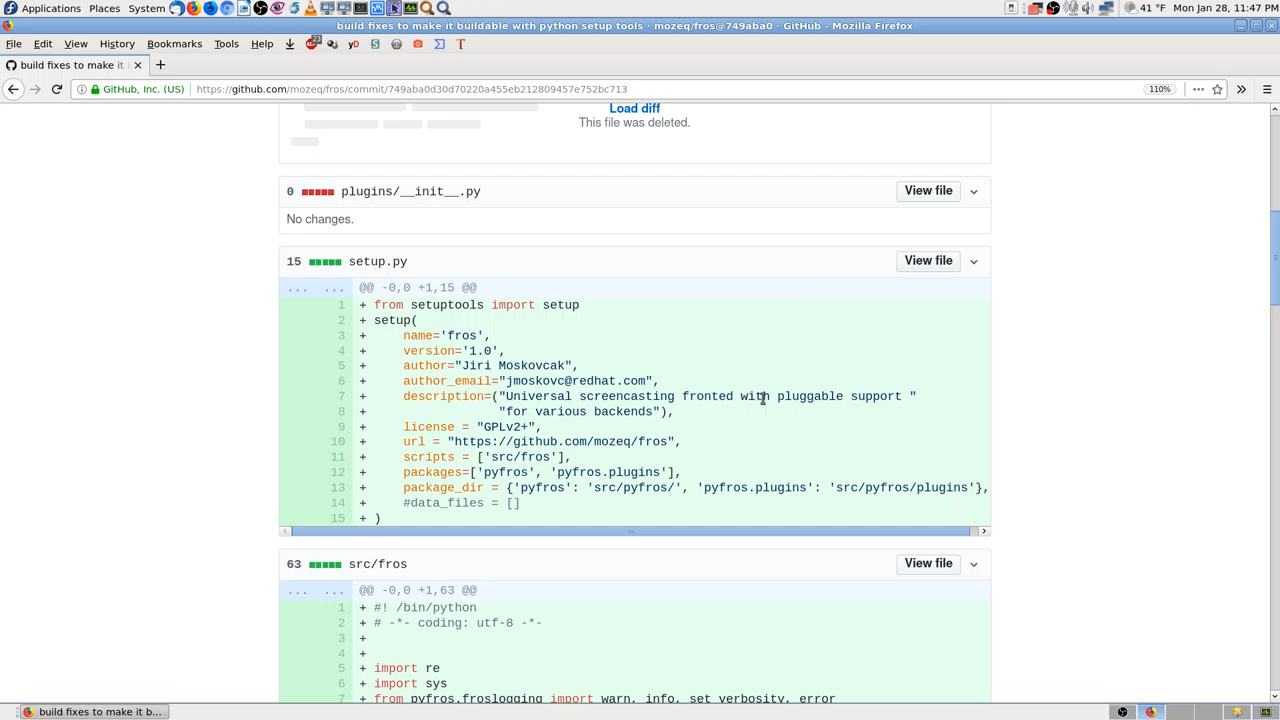 Applications Places System 41 °F Mon Jan 28, 11:47 PM
build fixes to make it buildable with python setup tools · mozeq/fros@749aba0 · GitHub - Mozilla Firefox
File Edit View History Bookmarks Tools Help
build fixes to make it
GitHub, Inc. (US) https://github.com/mozeq/fros/commit/749aba0d30d70220a455eb212809457e752bc713 110%
Load diff
This file was deleted.
0 plugins/__init__.py View file
No changes.
15 setup.py View file
... ... @@ -0,0 +1,15 @@
1 + from setuptools import setup
2 + setup(
3 + name='fros',
4 + version='1.0',
5 + author="Jiri Moskovcak",
6 + author_email="jmoskovc@redhat.com",
7 + description=("Universal screencasting fronted with pluggable support "
8 + "for various backends"),
9 + license = "GPLv2+",
10 + url = "https://github.com/mozeq/fros",
11 + scripts = ['src/fros'],
12 + packages=['pyfros', 'pyfros.plugins'],
13 + package_dir = {'pyfros': 'src/pyfros/', 'pyfros.plugins': 'src/pyfros/plugins'},
14 + #data_files = []
15 + )
63 src/fros View file
... ... @@ -0,0 +1,63 @@
1 + #! /bin/python
2 + # -*- coding: utf-8 -*-
3 +
4 +
5 + import re
6 + import sys
7 + from pyfros.froslogging import warn, info, set_verbosity, error
build fixes to make it b...